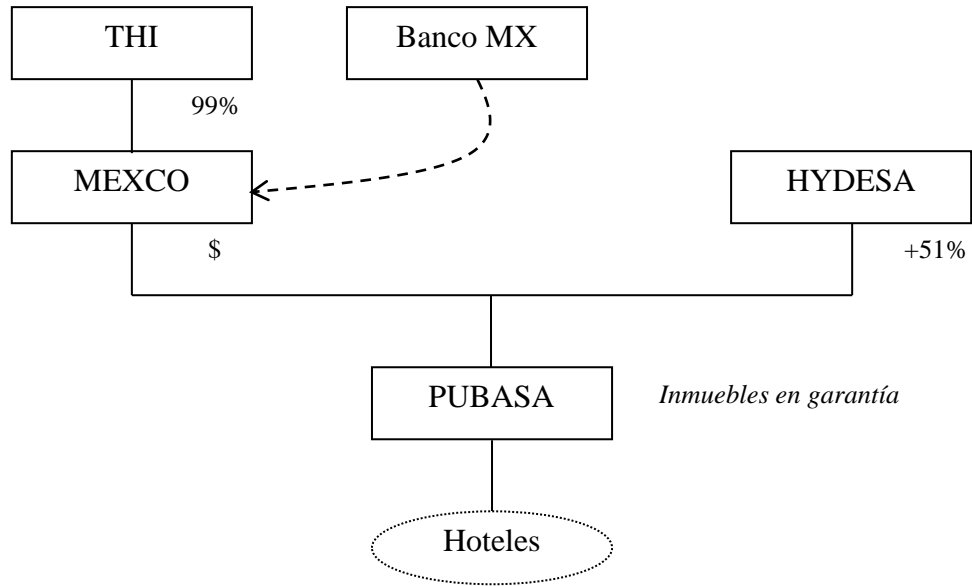 THI
Banco MX
99%
MEXCO
HYDESA
$
+51%
PUBASA
Inmuebles en garantía
Hoteles